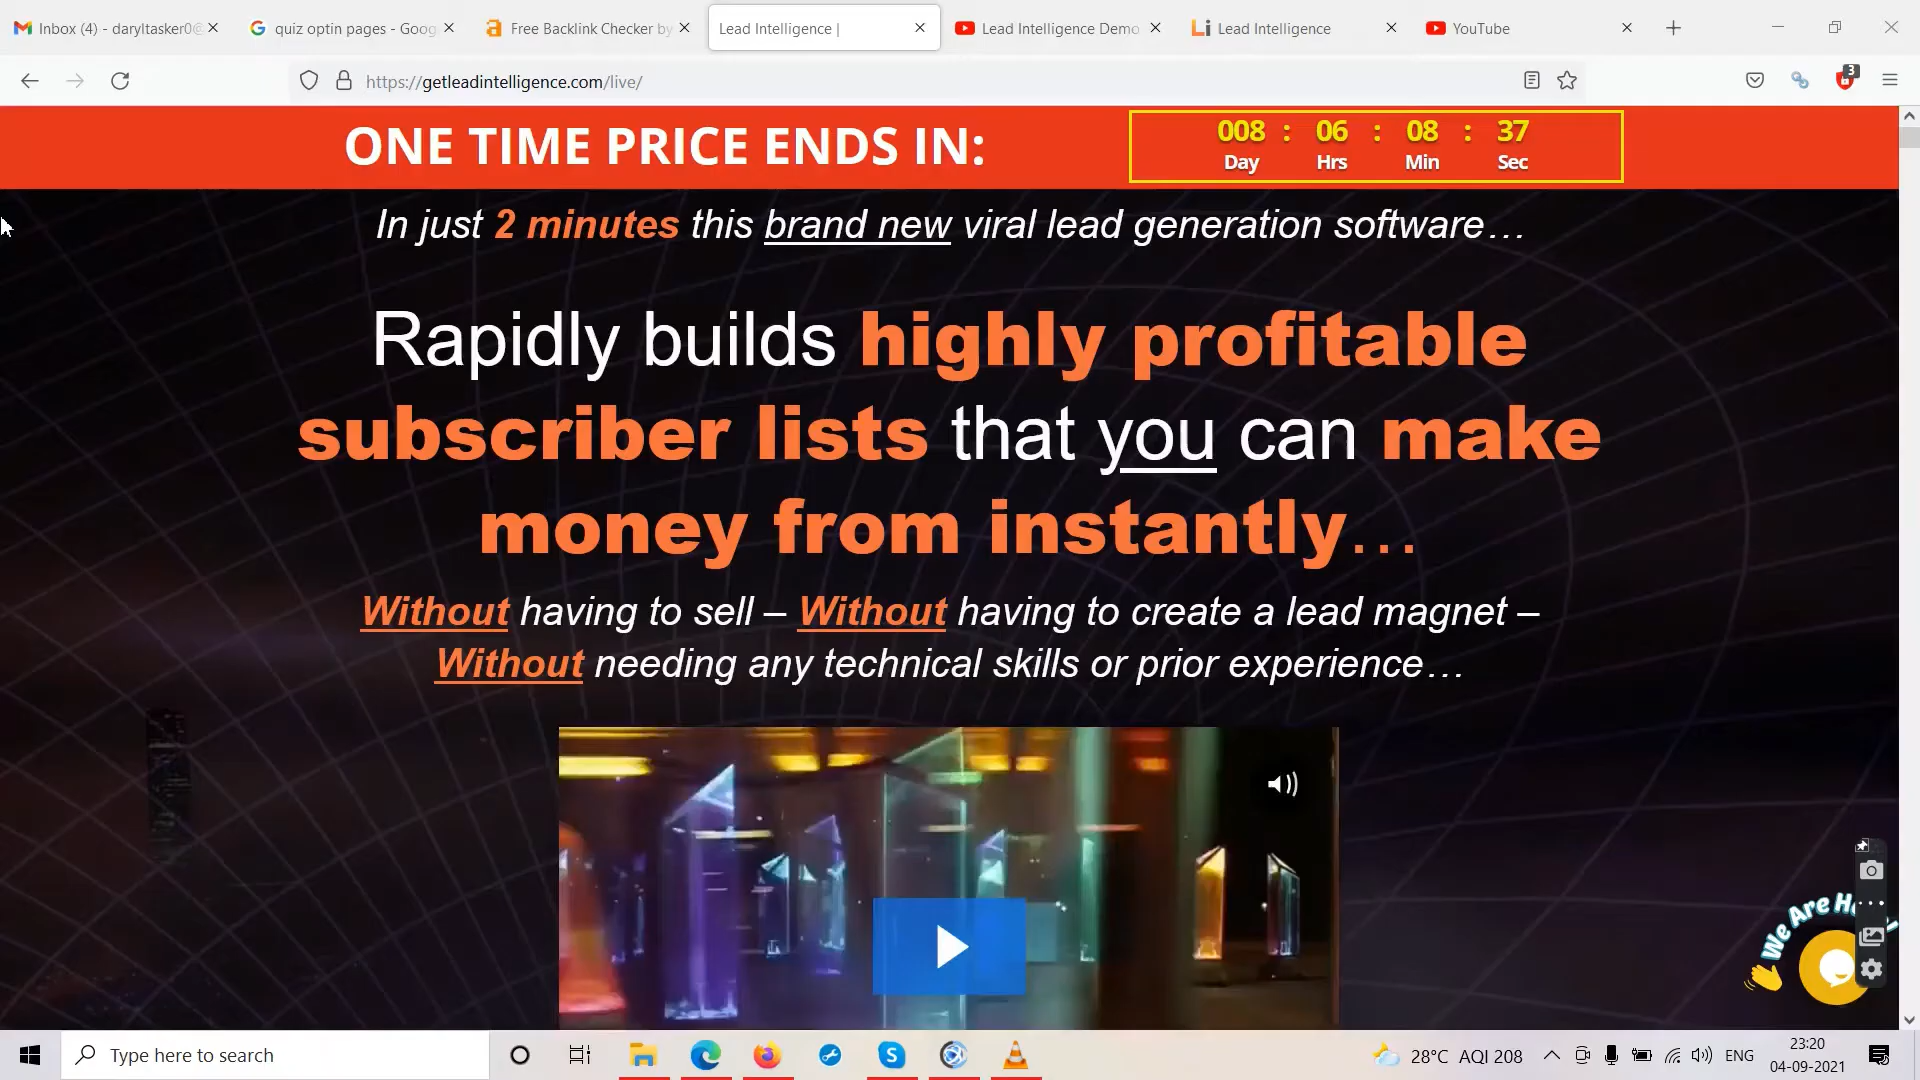 Inbox (4) - daryltasker0@
quiz optin pages - Goog
Free Backlink Checker by
Lead Intelligence |
Lead Intelligence Demo
Lead Intelligence
YouTube
https://getleadintelligence.com/live/
3
ONE TIME PRICE ENDS IN:
008 : 06 : 08 : 37
Day Hrs Min Sec
In just 2 minutes this brand new viral lead generation software…
Rapidly builds highly profitable
subscriber lists that you can make
money from instantly…
Without having to sell – Without having to create a lead magnet –
Without needing any technical skills or prior experience…
We Are
Type here to search
28°C AQI 208
ENG
23:20
04-09-2021